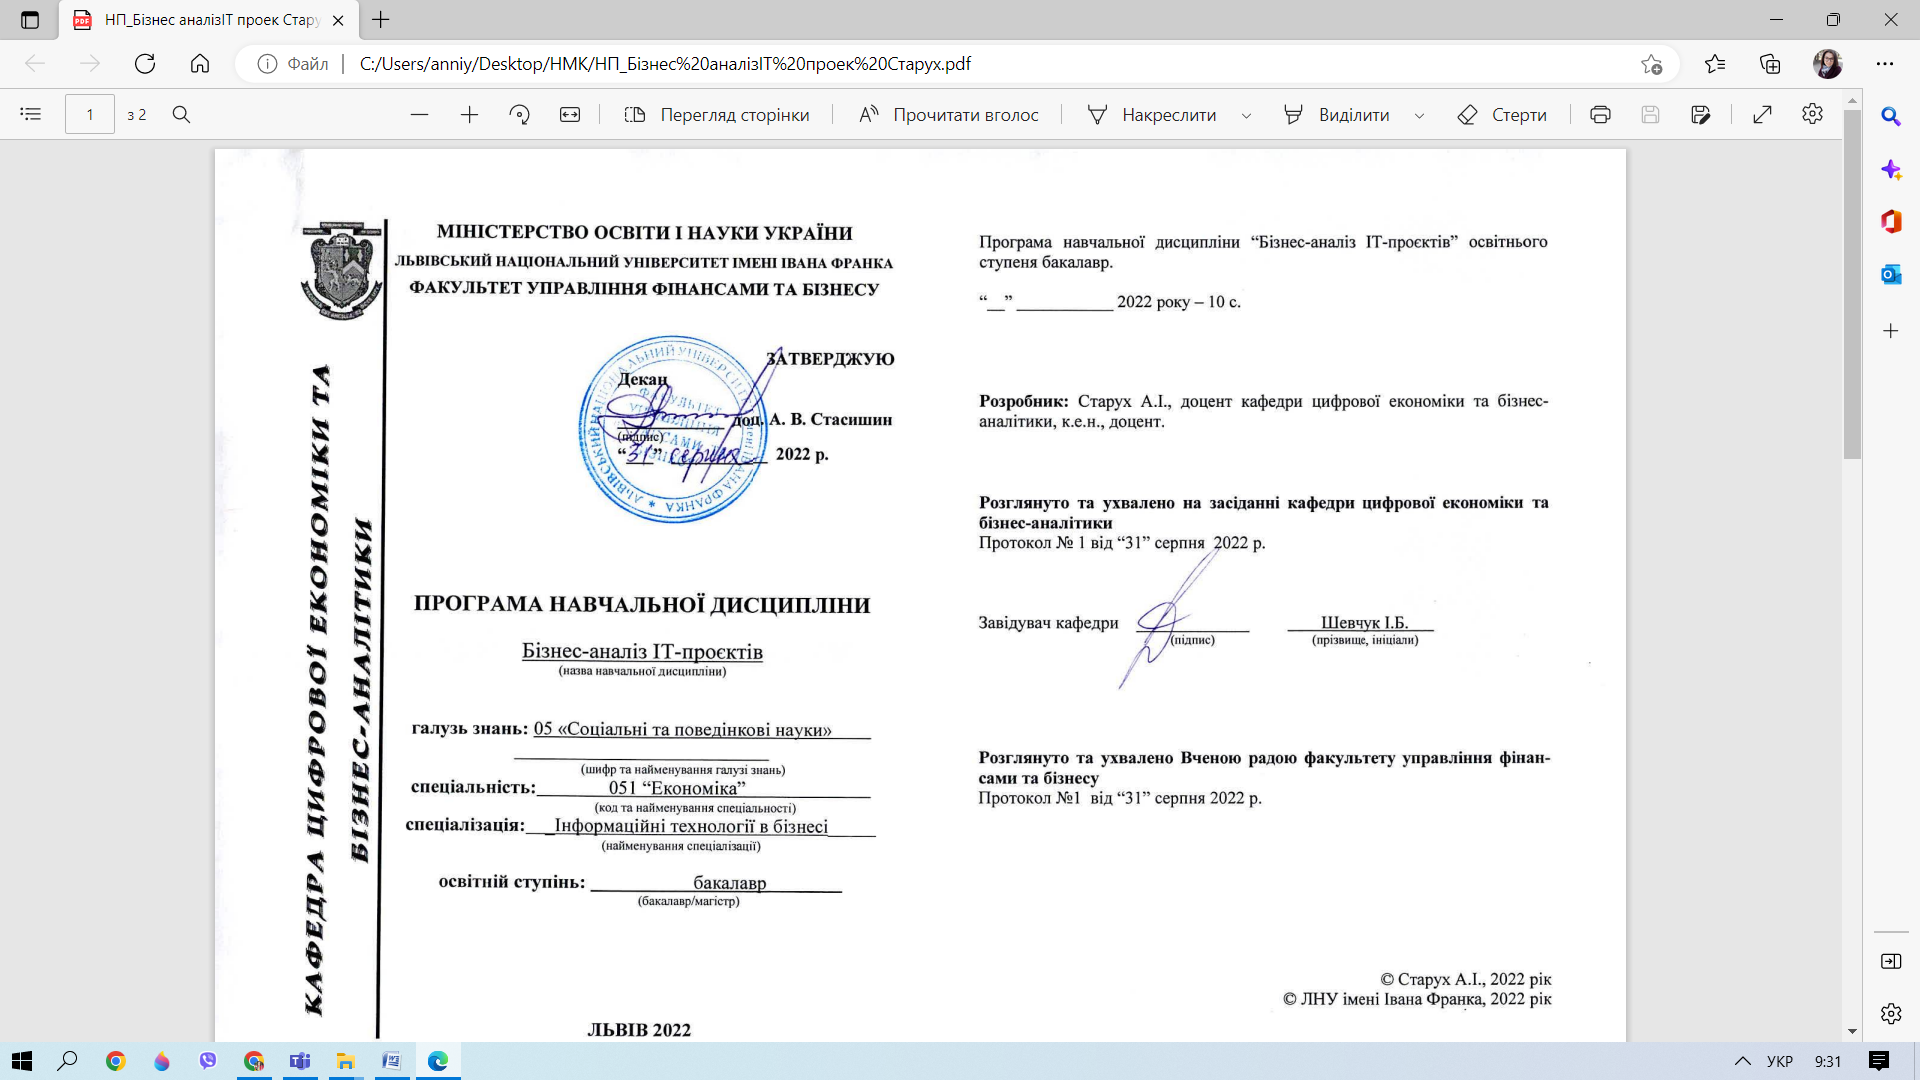 НП_Бізнес аналізІТ проек Стару
Файл
C:/Users/anniy/Desktop/НМК/НП_Бізнес%20аналізІТ%20проек%20Старух.pdf
1
з 2
Перегляд сторінки
Прочитати вголос
Накреслити
Виділити
Стерти
КАФЕДРА ЦИФРОВОЇ ЕКОНОМІКИ ТА
БІЗНЕС-АНАЛІТИКИ
МІНІСТЕРСТВО ОСВІТИ І НАУКИ УКРАЇНИ
ЛЬВІВСЬКИЙ НАЦІОНАЛЬНИЙ УНІВЕРСИТЕТ ІМЕНІ ІВАНА ФРАНКА
ФАКУЛЬТЕТ УПРАВЛІННЯ ФІНАНСАМИ ТА БІЗНЕСУ
ЗАТВЕРДЖУЮ
Декан
доц. А. В. Стасишин
(підпис)
“31” серпня 2022 р.
ПРОГРАМА НАВЧАЛЬНОЇ ДИСЦИПЛІНИ
Бізнес-аналіз ІТ-проєктів
(назва навчальної дисципліни)
галузь знань: 05 «Соціальні та поведінкові науки»
(шифр та найменування галузі знань)
спеціальність: 051 “Економіка”
(код та найменування спеціальності)
спеціалізація: Інформаційні технології в бізнесі
(найменування спеціалізації)
освітній ступінь: бакалавр
(бакалавр/магістр)
ЛЬВІВ 2022
Програма навчальної дисципліни “Бізнес-аналіз ІТ-проєктів” освітнього
ступеня бакалавр.
“__” ____________ 2022 року – 10 с.
Розробник: Старух А.І., доцент кафедри цифрової економіки та бізнес-
аналітики, к.е.н., доцент.
Розглянуто та ухвалено на засіданні кафедри цифрової економіки та
бізнес-аналітики
Протокол № 1 від “31” серпня 2022 р.
Завідувач кафедри Шевчук І.Б.
(підпис) (прізвище, ініціали)
Розглянуто та ухвалено Вченою радою факультету управління фінан-
сами та бізнесу
Протокол №1 від “31” серпня 2022 р.
© Старух А.І., 2022 рік
© ЛНУ імені Івана Франка, 2022 рік
УКР
9:31